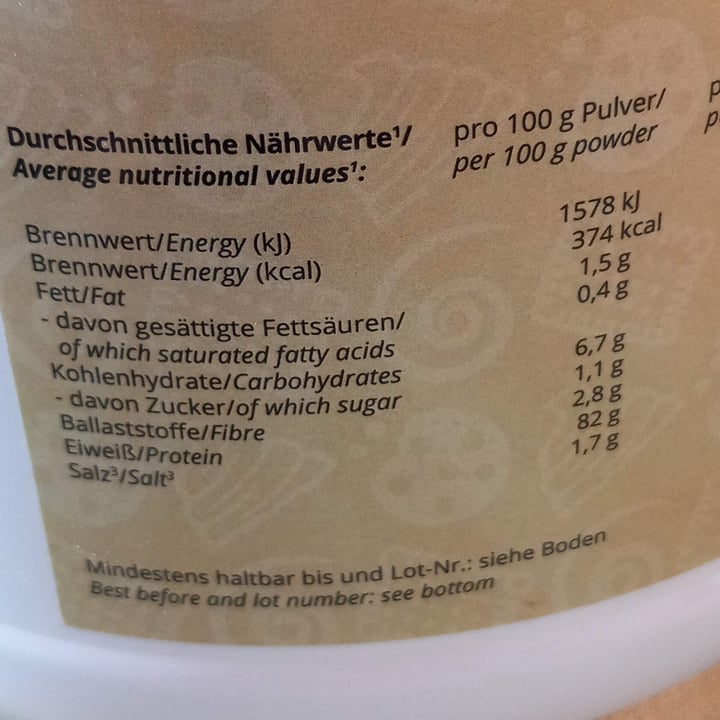 Durchschnittliche Nährwerte¹/ pro 100 g Pulver/
Average nutritional values¹: per 100 g powder
Brennwert/Energy (kJ) 1578 kJ
Brennwert/Energy (kcal) 374 kcal
Fett/Fat 1,5 g
- davon gesättigte Fettsäuren/ 0,4 g
of which saturated fatty acids
Kohlenhydrate/Carbohydrates 6,7 g
- davon Zucker/of which sugar 1,1 g
Ballaststoffe/Fibre 2,8 g
Eiweiß/Protein 82 g
Salz³/Salt³ 1,7 g
Mindestens haltbar bis und Lot-Nr.: siehe Boden
Best before and lot number: see bottom